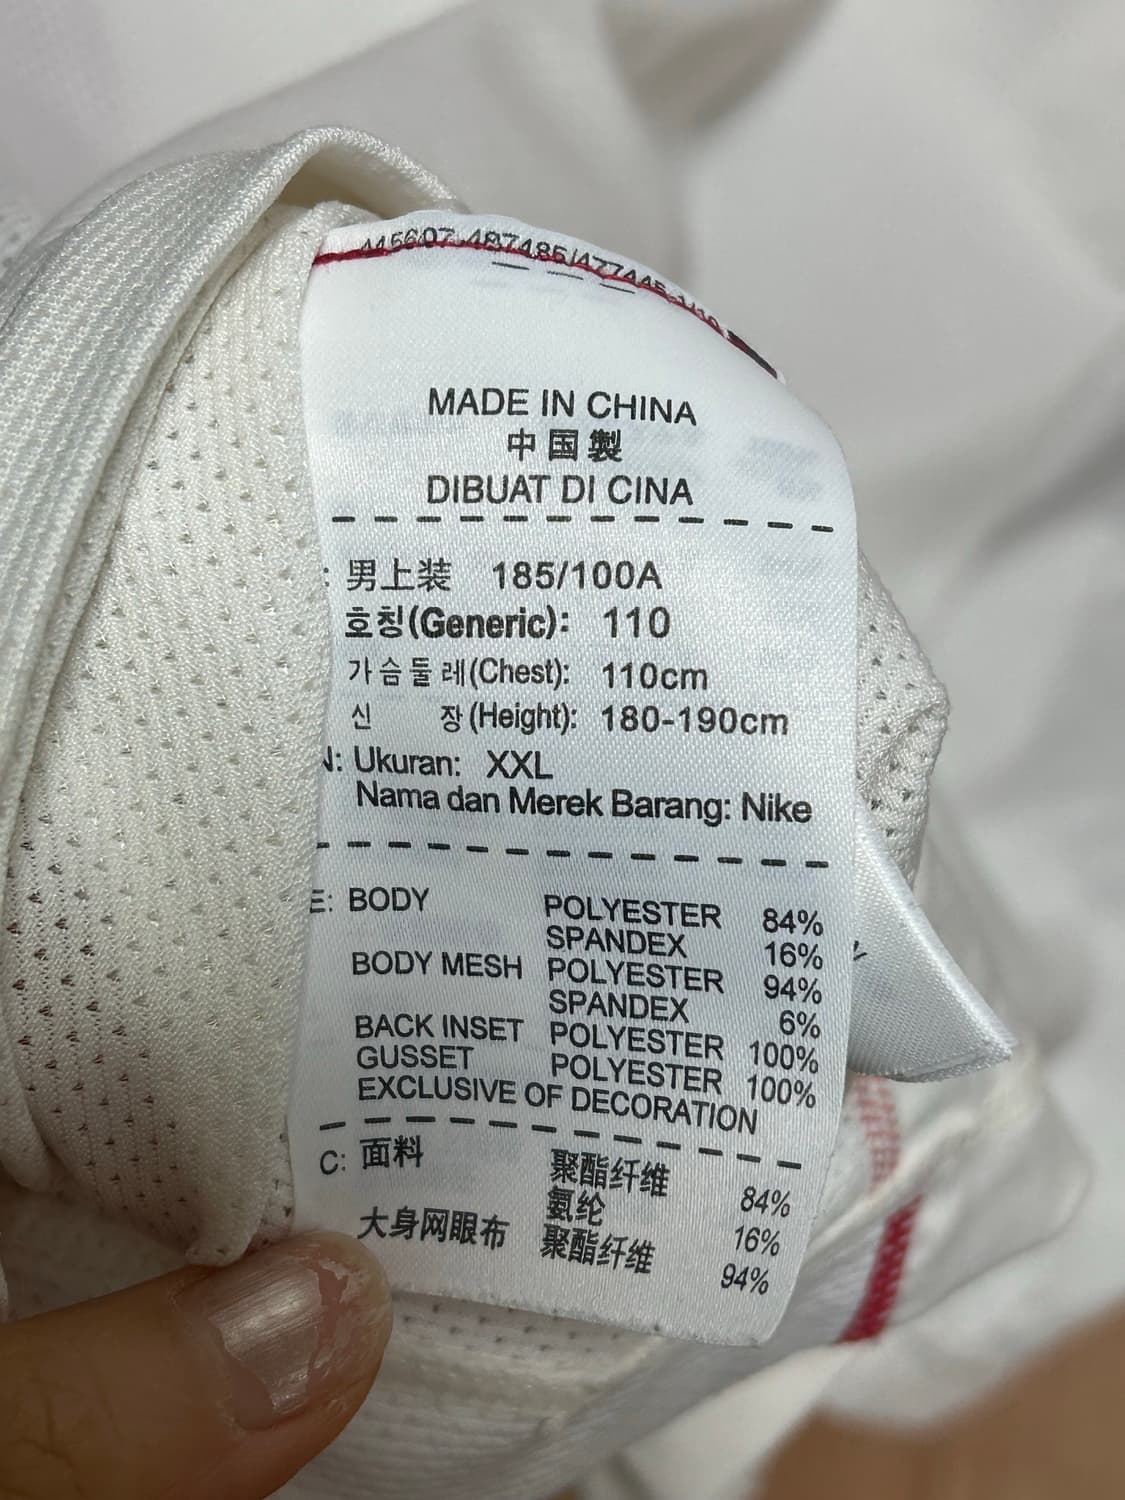 MADE IN CHINA
中国製
DIBUAT DI CINA
: 男上装 185/100A
호칭(Generic): 110
가슴둘레(Chest): 110cm
신 장(Height): 180-190cm
N: Ukuran: XXL
Nama dan Merek Barang: Nike
E: BODY POLYESTER 84%
SPANDEX 16%
BODY MESH POLYESTER 94%
SPANDEX 6%
BACK INSET POLYESTER 100%
GUSSET POLYESTER 100%
EXCLUSIVE OF DECORATION
C: 面料 聚酯纤维 84%
氨纶 16%
大身网眼布 聚酯纤维 94%